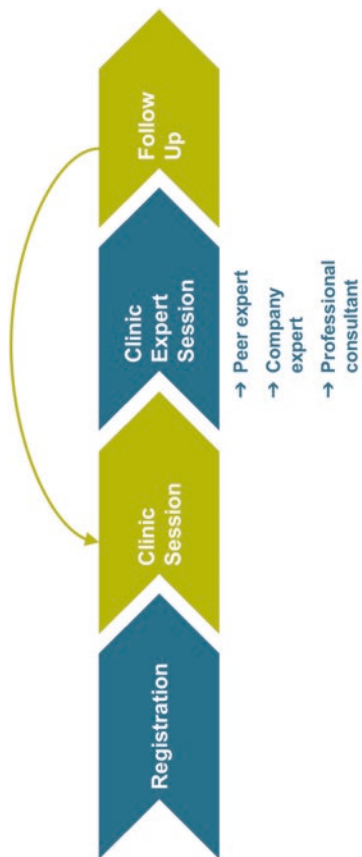 Registration
Clinic
Session
Clinic
Expert
Session
Follow
Up
→ Peer expert
→ Company
expert
→ Professional
consultant